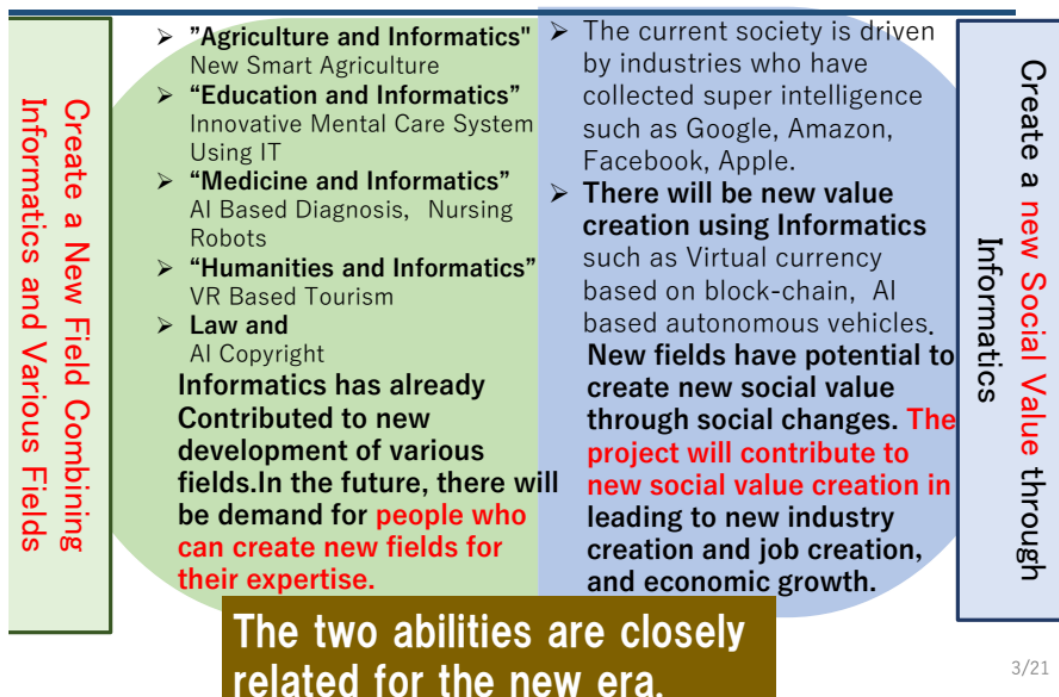 Create a New Field Combining
Informatics and Various Fields
➢ ”Agriculture and Informatics"
New Smart Agriculture
➢ “Education and Informatics”
Innovative Mental Care System
Using IT
➢ “Medicine and Informatics”
AI Based Diagnosis, Nursing
Robots
➢ “Humanities and Informatics”
VR Based Tourism
➢ Law and
AI Copyright
Informatics has already
Contributed to new
development of various
fields.In the future, there will
be demand for people who
can create new fields for
their expertise.
➢ The current society is driven
by industries who have
collected super intelligence
such as Google, Amazon,
Facebook, Apple.
➢ There will be new value
creation using Informatics
such as Virtual currency
based on block-chain, AI
based autonomous vehicles.
New fields have potential to
create new social value
through social changes. The
project will contribute to
new social value creation in
leading to new industry
creation and job creation,
and economic growth.
Create a new Social Value through
Informatics
The two abilities are closely
related for the new era.
3/21